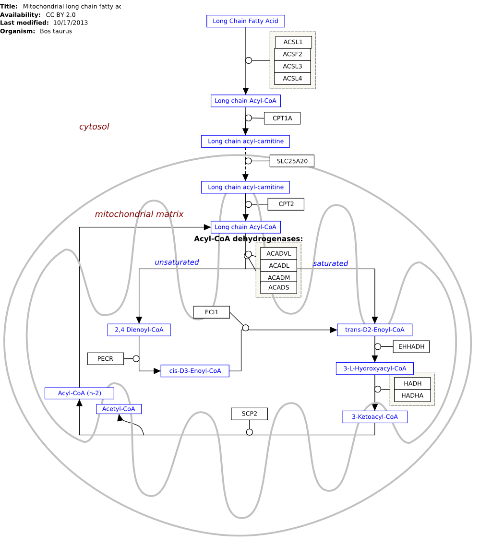 Title: Mitochondrial long chain fatty ac
Availability: CC BY 2.0
Last modified: 10/17/2013
Organism: Bos taurus
Long Chain Fatty Acid
ACSL1
ACSF2
ACSL3
ACSL4
Long chain Acyl-CoA
CPT1A
cytosol
Long chain acyl-carnitine
SLC25A20
Long chain acyl-carnitine
CPT2
mitochondrial matrix
Long chain Acyl-CoA
Acyl-CoA dehydrogenases:
ACADVL
unsaturated
ACADL
saturated
ACADM
ACADS
ECI1
2,4 Dienoyl-CoA
trans-D2-Enoyl-CoA
EHHADH
PECR
cis-D3-Enoyl-CoA
3-L-Hydroxyacyl-CoA
HADH
HADHA
Acyl-CoA (n-2)
Acetyl-CoA
SCP2
3-Ketoacyl-CoA